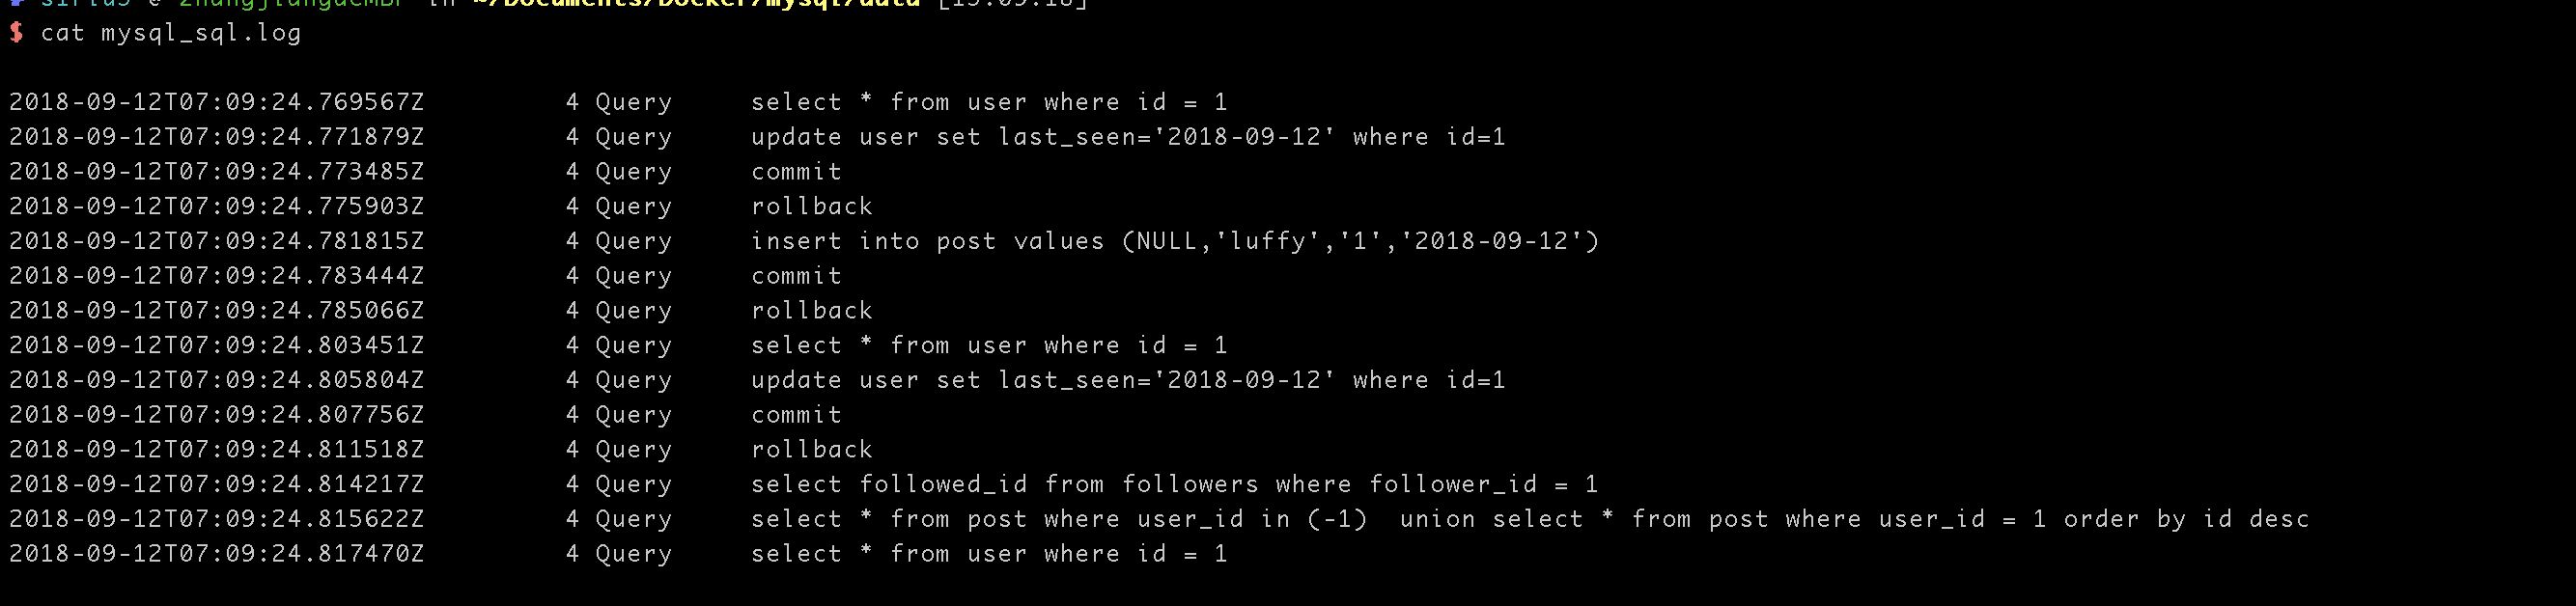 ~/Documents/Docker/mysql/data
$ cat mysql_sql.log
2018-09-12T07:09:24.769567Z 4 Query select * from user where id = 1
2018-09-12T07:09:24.771879Z 4 Query update user set last_seen='2018-09-12' where id=1
2018-09-12T07:09:24.773485Z 4 Query commit
2018-09-12T07:09:24.775903Z 4 Query rollback
2018-09-12T07:09:24.781815Z 4 Query insert into post values (NULL,'luffy','1','2018-09-12')
2018-09-12T07:09:24.783444Z 4 Query commit
2018-09-12T07:09:24.785066Z 4 Query rollback
2018-09-12T07:09:24.803451Z 4 Query select * from user where id = 1
2018-09-12T07:09:24.805804Z 4 Query update user set last_seen='2018-09-12' where id=1
2018-09-12T07:09:24.807756Z 4 Query commit
2018-09-12T07:09:24.811518Z 4 Query rollback
2018-09-12T07:09:24.814217Z 4 Query select followed_id from followers where follower_id = 1
2018-09-12T07:09:24.815622Z 4 Query select * from post where user_id in (-1)  union select * from post where user_id = 1 order by id desc
2018-09-12T07:09:24.817470Z 4 Query select * from user where id = 1